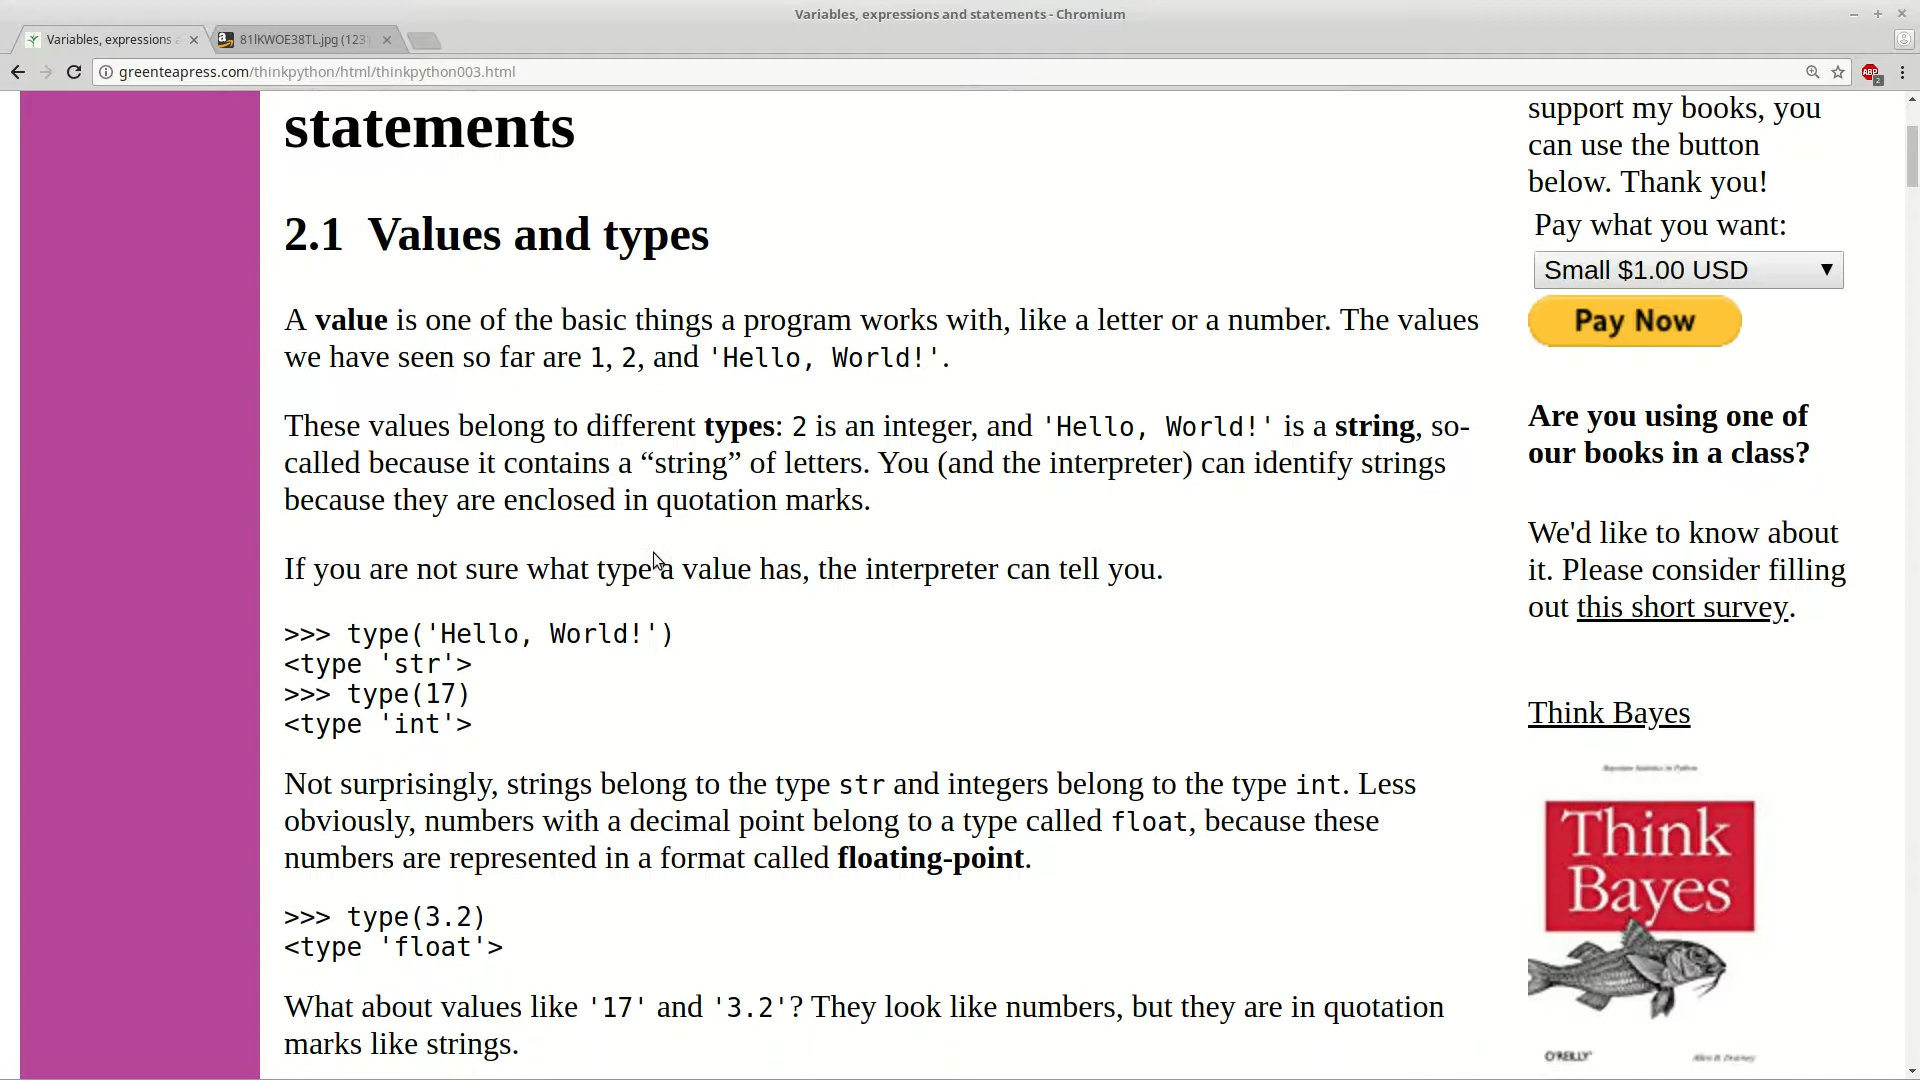 Variables, expressions and statements - Chromium
Variables, expressions a
81lKWOE38TL.jpg (123
greenteapress.com/thinkpython/html/thinkpython003.html
ABP
2
statements
2.1 Values and types
A value is one of the basic things a program works with, like a letter or a number. The values
we have seen so far are 1, 2, and 'Hello, World!'.
These values belong to different types: 2 is an integer, and 'Hello, World!' is a string, so-
called because it contains a “string” of letters. You (and the interpreter) can identify strings
because they are enclosed in quotation marks.
If you are not sure what type a value has, the interpreter can tell you.
>>> type('Hello, World!')
<type 'str'>
>>> type(17)
<type 'int'>
Not surprisingly, strings belong to the type str and integers belong to the type int. Less
obviously, numbers with a decimal point belong to a type called float, because these
numbers are represented in a format called floating-point.
>>> type(3.2)
<type 'float'>
What about values like '17' and '3.2'? They look like numbers, but they are in quotation
marks like strings.
support my books, you
can use the button
below. Thank you!
Pay what you want:
Small $1.00 USD
Pay Now
Are you using one of
our books in a class?
We'd like to know about
it. Please consider filling
out this short survey.
Think Bayes
Bayesian Statistics in Python
Think
Bayes
O'REILLY
Allen B. Downey